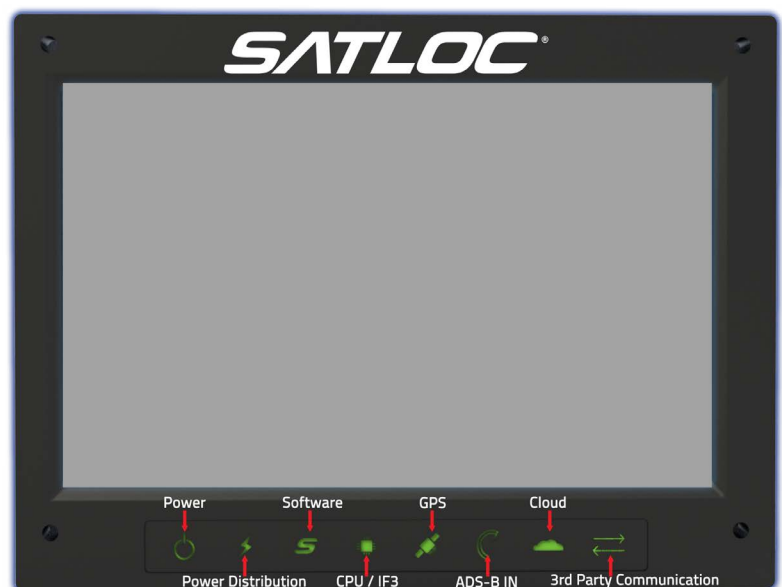 SATLOC®
Power
Software
GPS
Cloud
Power Distribution
CPU / IF3
ADS-B IN
3rd Party Communication